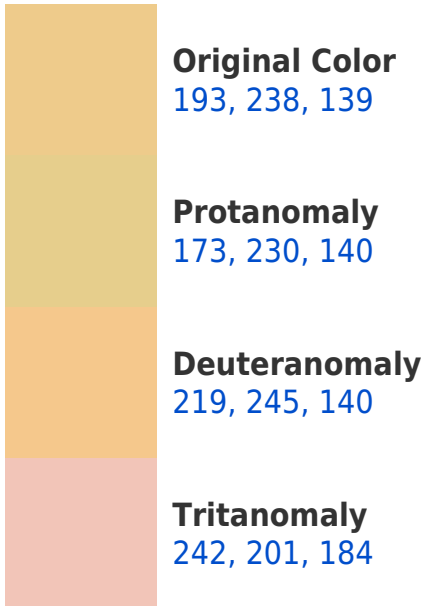 Original Color
193, 238, 139
Protanomaly
173, 230, 140
Deuteranomaly
219, 245, 140
Tritanomaly
242, 201, 184